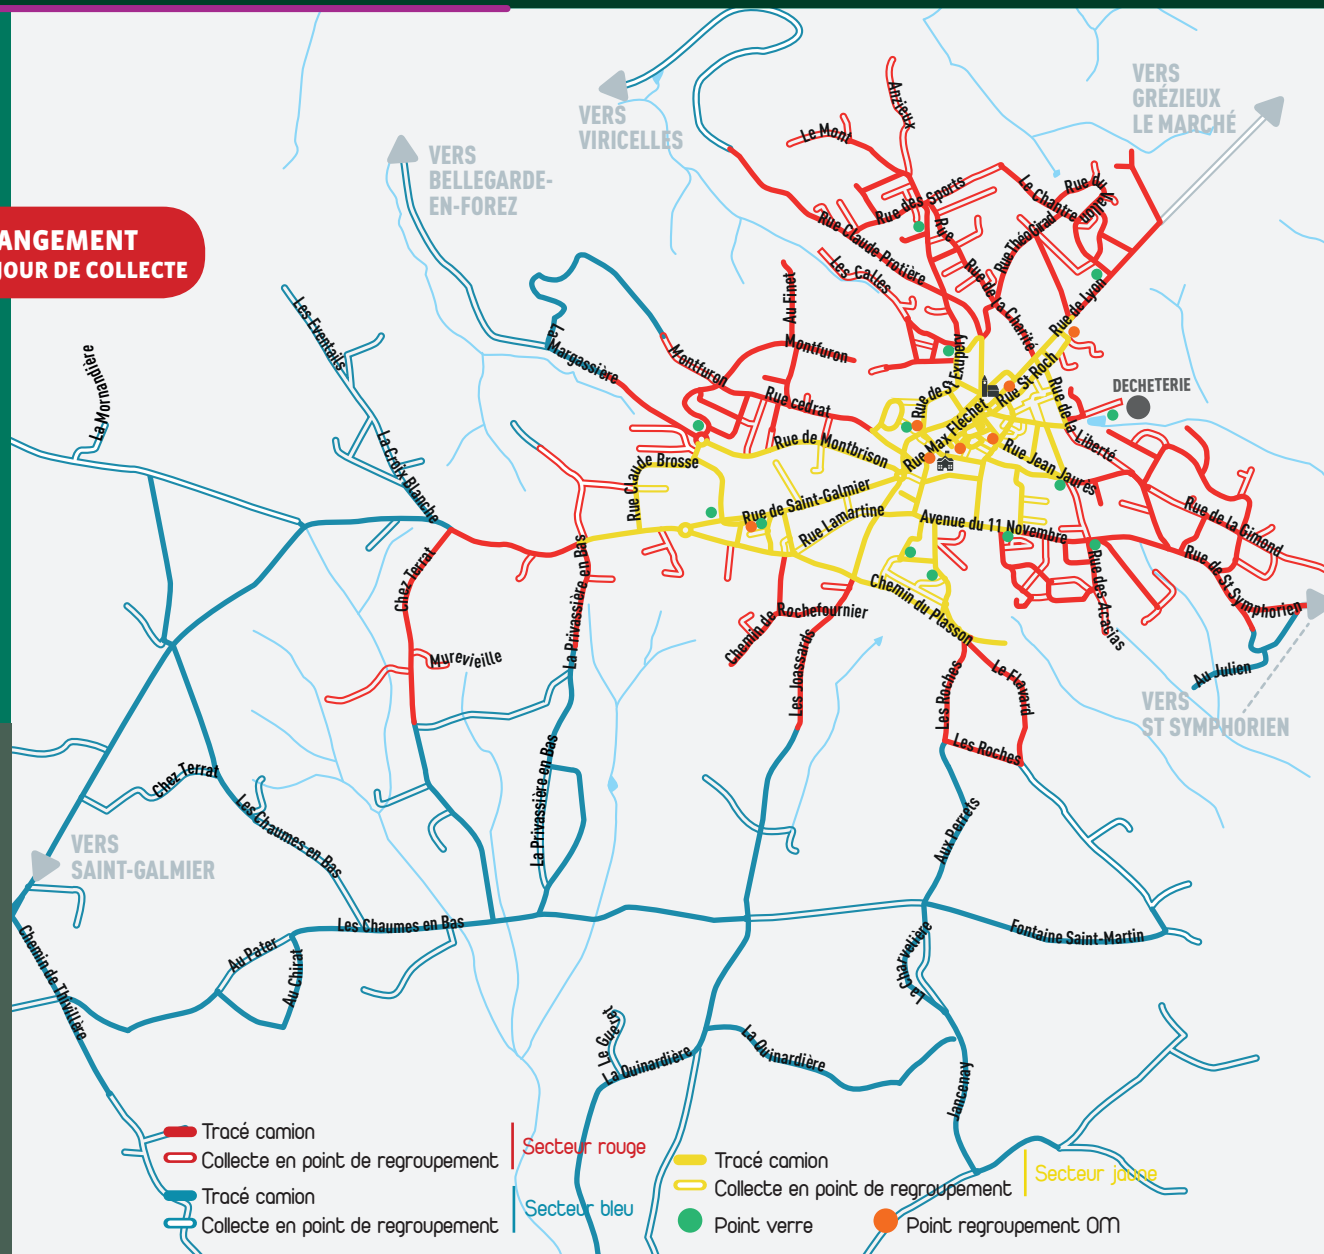 ANGEMENT
JOUR DE COLLECTE
VERS
VIRICELLES
VERS
BELLEGARDE-
EN-FOREZ
VERS
GRÉZIEUX
LE MARCHÉ
Anzieux
Le Mont
Rue des Sports
Le Chantre
Rue du
Vallon
Rue Théo Girad
Rue
Rue Claude Protière
Les Calles
Rue de La Charité
Rue de Lyon
Au Finet
Montfuron
Montfuron
La
Margassière
Les Eventails
La Mornandière
La Croix Blanche
Rue cedrat
Rue de St Exupéry
Rue St Roch
Rue Max Fléchet
DECHETERIE
Rue de la Liberté
Rue de Montbrison
Rue Claude Brosse
Rue Jean Jaurès
Rue de Saint-Galmier
Rue Lamartine
Avenue du 11 Novembre
Rue de la Gimond
Rue de St Symphorien
Rue des Acacias
Chez Terrat
La Privassière en Bas
Chemin du Plasson
Chemin de Rochefournier
Les Joassards
Murevieille
Les Roches
Le Flavard
Les Roches
Au Julien
VERS
ST SYMPHORIEN
Chez Terrat
Les Chaumes en Bas
La Privassière en Bas
Aux Perrets
VERS
SAINT-GALMIER
Les Chaumes en Bas
Fontaine Saint-Martin
Chemin de Thivillère
Au Pater
Au Chirat
La Charvelière
Le Gueret
La Quinardière
La Quinardière
Jancenay
Tracé camion
Collecte en point de regroupement
Secteur rouge
Tracé camion
Collecte en point de regroupement
Secteur bleu
Tracé camion
Collecte en point de regroupement
Secteur jaune
Point verre
Point regroupement OM